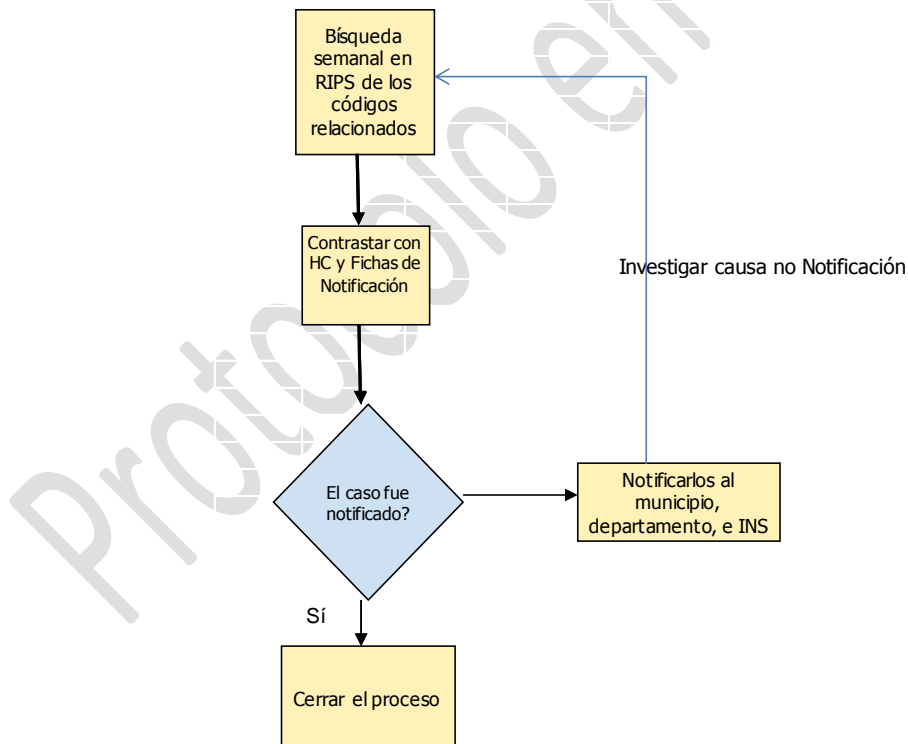 Bísqueda
semanal en
RIPS de los
códigos
relacionados
Contrastar con
HC y Fichas de
Notificación
Investigar causa no Notificación
El caso fue
notificado?
Notificarlos al
municipio,
departamento, e INS
Sí
Cerrar el proceso
Protocolo en